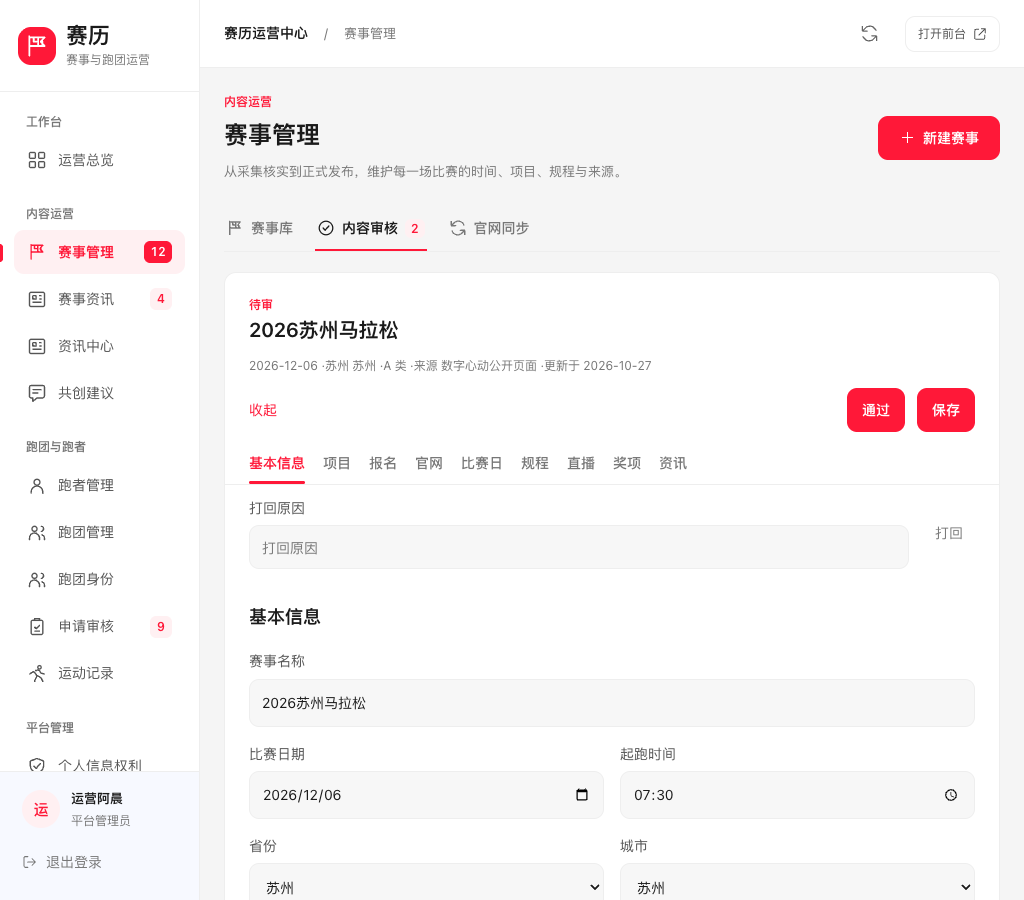 赛历
赛事与跑团运营
工作台
运营总览
内容运营
赛事管理 12
赛事资讯 4
资讯中心
共创建议
跑团与跑者
跑者管理
跑团管理
跑团身份
申请审核 9
运动记录
平台管理
个人信息权利
运 运营阿晨
平台管理员
退出登录
赛历运营中心 / 赛事管理
打开前台
内容运营
赛事管理
从采集核实到正式发布，维护每一场比赛的时间、项目、规程与来源。
新建赛事
赛事库 内容审核 2 官网同步
待审
2026苏州马拉松
2026-12-06 ·苏州 苏州 ·A 类 ·来源 数字心动公开页面 ·更新于 2026-10-27
收起 通过 保存
基本信息 项目 报名 官网 比赛日 规程 直播 奖项 资讯
打回原因
打回原因 打回
基本信息
赛事名称
2026苏州马拉松
比赛日期 起跑时间
2026/12/06 07:30
省份 城市
苏州 苏州